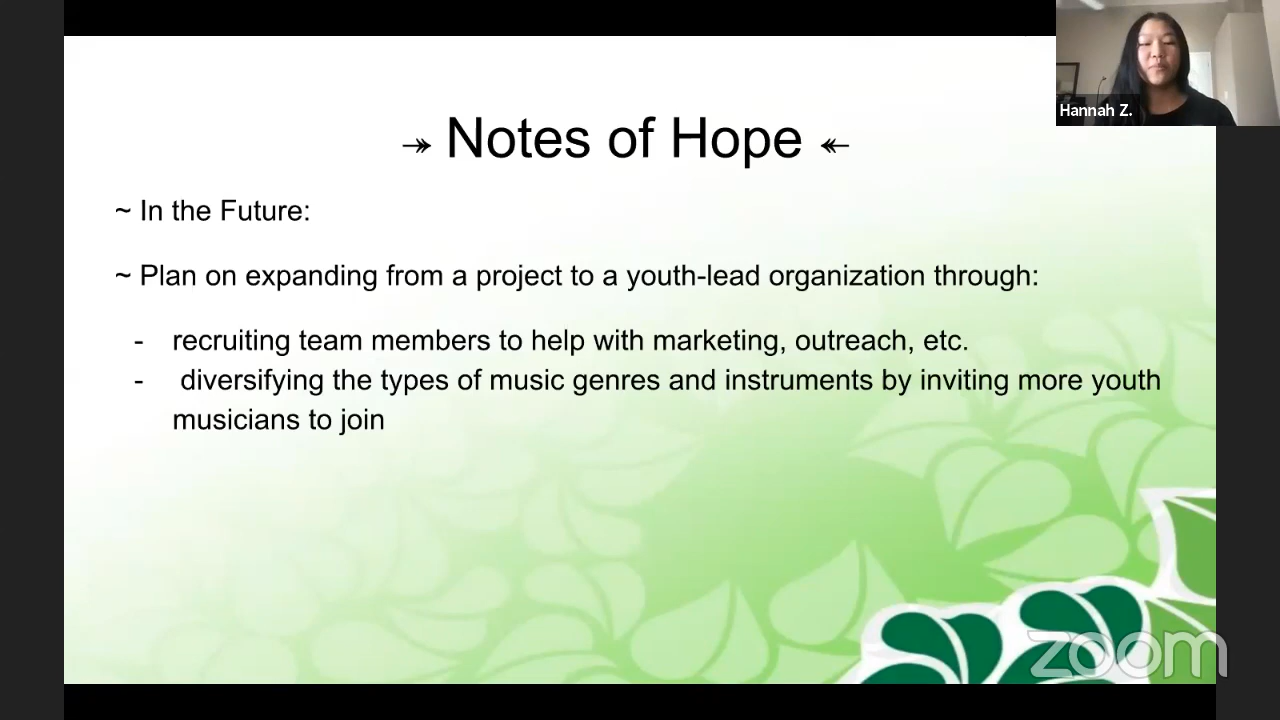 Hannah Z.
↠ Notes of Hope ↞
~ In the Future:
~ Plan on expanding from a project to a youth-lead organization through:
- recruiting team members to help with marketing, outreach, etc.
- diversifying the types of music genres and instruments by inviting more youth
musicians to join
zoom